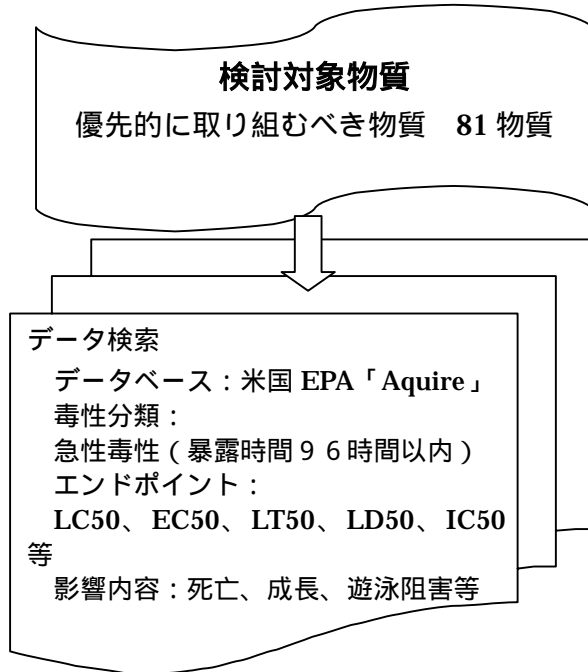 検討対象物質
優先的に取り組むべき物質　81 物質
データ検索
データベース：米国 EPA「Aquire」
毒性分類：
急性毒性（暴露時間９６時間以内）
エンドポイント：
LC50、EC50、LT50、LD50、IC50
等
影響内容：死亡、成長、遊泳阻害等